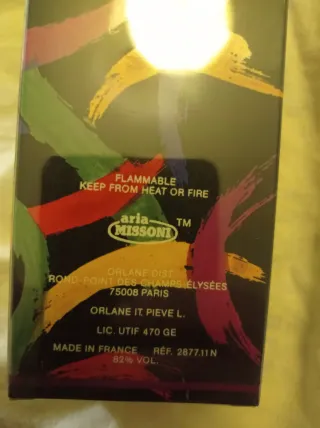 FLAMMABLE
KEEP FROM HEAT OR FIRE
aria
MISSONI ™
ORLANE DIST.
ROND-POINT DES CHAMPS-ÉLYSÉES
75008 PARIS
ORLANE IT. PIEVE L.
LIC. UTIF 470 GE
MADE IN FRANCE RÉF. 2877.11 N
82% VOL.